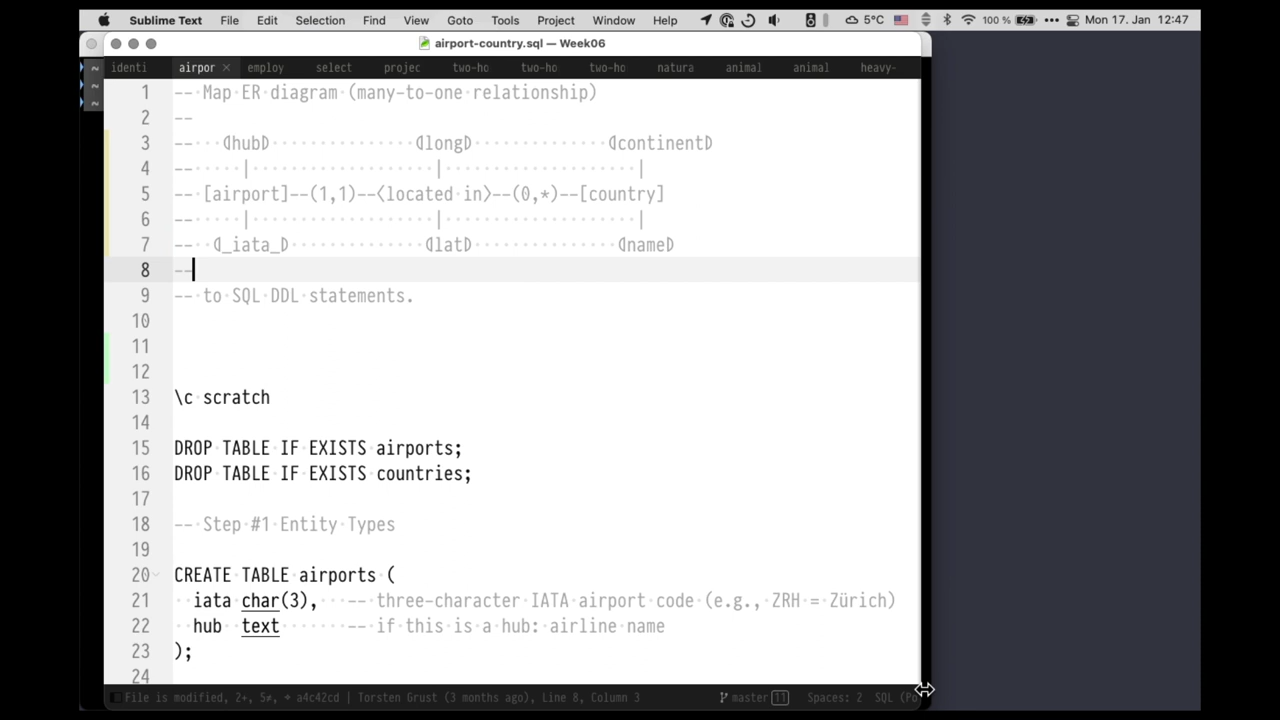 Sublime Text File Edit Selection Find View Goto Tools Project Window Help 5°C 100 % Mon 17. Jan 12:47
airport-country.sql — Week06
identi airpor × employ select projec two-ho two-ho two-ho natura animal animal heavy-
1 -- Map ER diagram (many-to-one relationship)
2 --
3 -- ⦇hub⦈ ⦇long⦈ ⦇continent⦈
4 -- | | |
5 -- [airport]--(1,1)--⟨located in⟩--(0,*)--[country]
6 -- | | |
7 -- ⦇_iata_⦈ ⦇lat⦈ ⦇name⦈
8 --
9 -- to SQL DDL statements.
10
11
12
13 \c scratch
14
15 DROP TABLE IF EXISTS airports;
16 DROP TABLE IF EXISTS countries;
17
18 -- Step #1 Entity Types
19
20 CREATE TABLE airports (
21 iata char(3), -- three-character IATA airport code (e.g., ZRH = Zürich)
22 hub text -- if this is a hub: airline name
23 );
24
File is modified, 2+, 5≠, ⌖ a4c42cd | Torsten Grust (3 months ago), Line 8, Column 3 master 11 Spaces: 2 SQL (Po